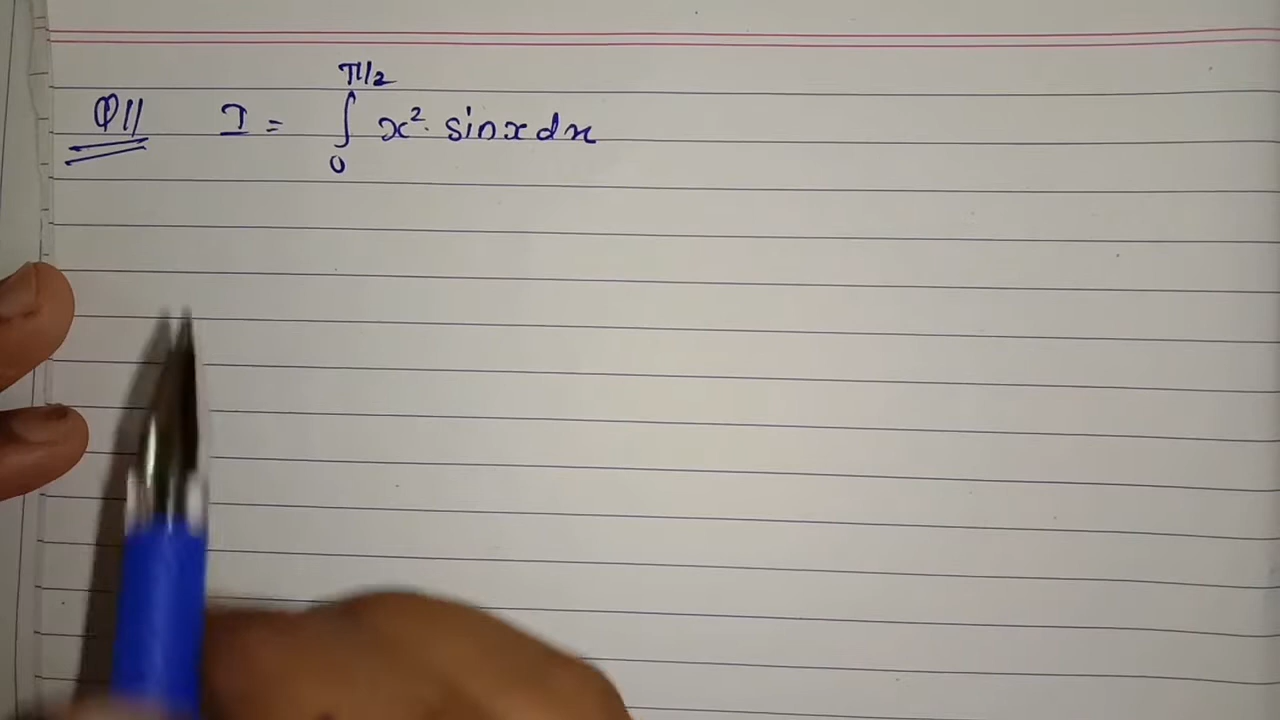 Q11 I = ∫₀^π/2 x². sinx dx